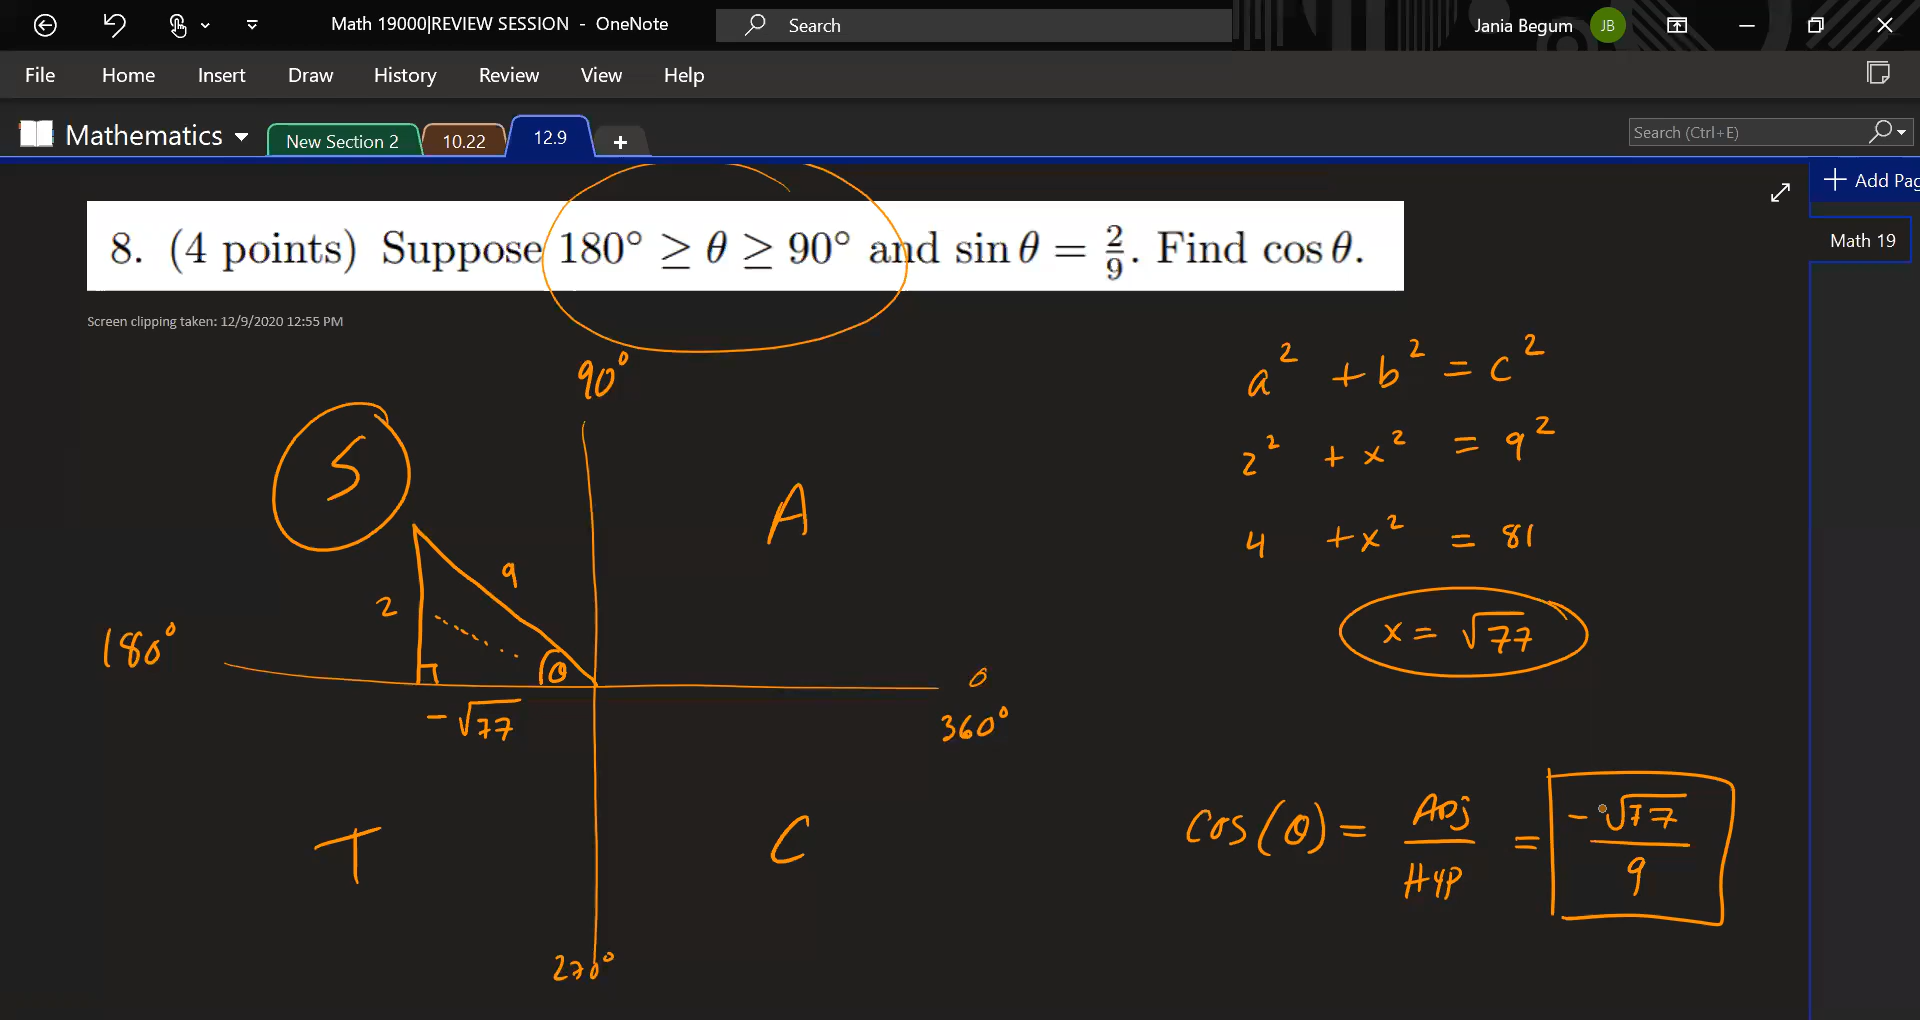 Math 19000|REVIEW SESSION - OneNote
Search
Jania Begum JB
File Home Insert Draw History Review View Help
Mathematics New Section 2 10.22 12.9 +
Search (Ctrl+E)
Add Pag
Math 19
8. (4 points) Suppose 180° ≥ θ ≥ 90° and sin θ = 2/9. Find cos θ.
Screen clipping taken: 12/9/2020 12:55 PM
90°
S
A
9
2
θ
180°
-√77
0
360°
T
C
270°
a² + b² = c²
2² + x² = 9²
4 + x² = 81
x = √77
cos(θ) = ADj/Hyp = -√77/9